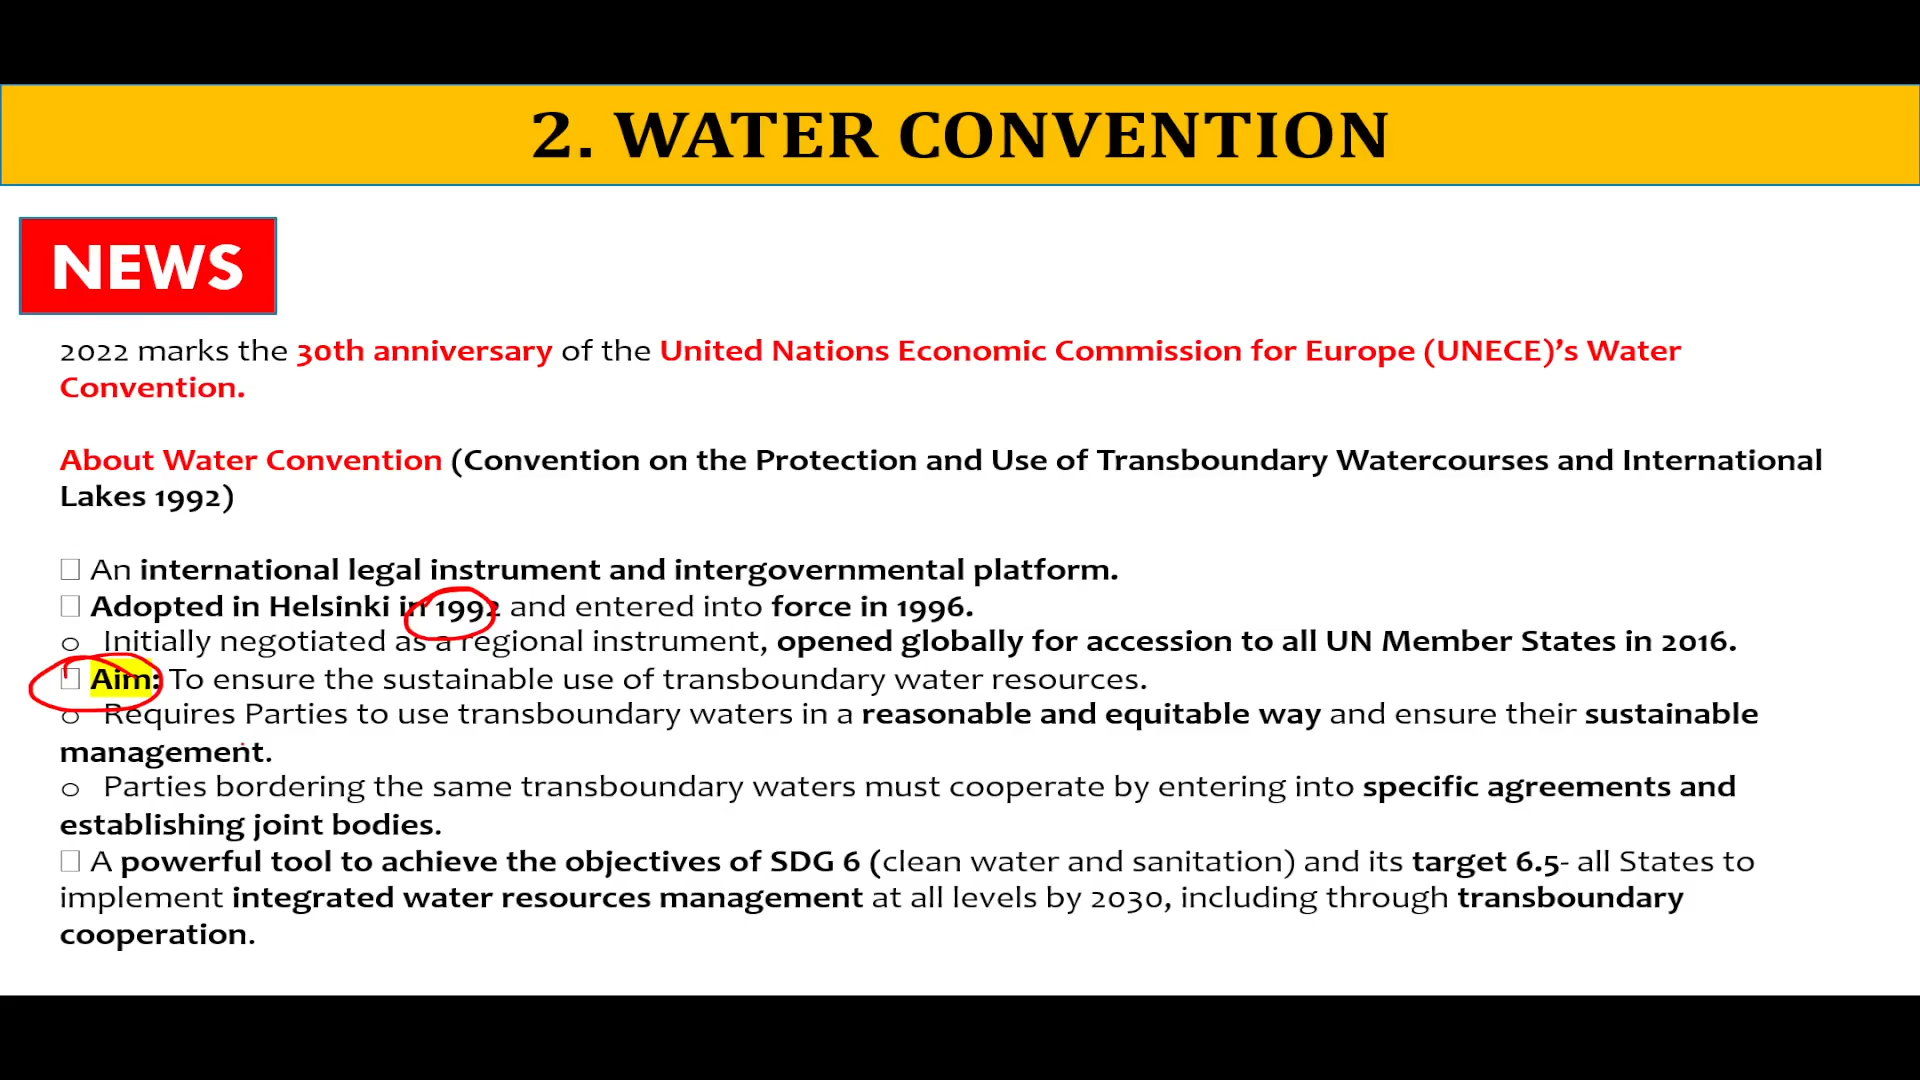 2. WATER CONVENTION
NEWS
2022 marks the 30th anniversary of the United Nations Economic Commission for Europe (UNECE)’s Water
Convention.
About Water Convention (Convention on the Protection and Use of Transboundary Watercourses and International
Lakes 1992)
□ An international legal instrument and intergovernmental platform.
□ Adopted in Helsinki in 1992 and entered into force in 1996.
o Initially negotiated as a regional instrument, opened globally for accession to all UN Member States in 2016.
□ Aim: To ensure the sustainable use of transboundary water resources.
o Requires Parties to use transboundary waters in a reasonable and equitable way and ensure their sustainable
management.
o Parties bordering the same transboundary waters must cooperate by entering into specific agreements and
establishing joint bodies.
□ A powerful tool to achieve the objectives of SDG 6 (clean water and sanitation) and its target 6.5- all States to
implement integrated water resources management at all levels by 2030, including through transboundary
cooperation.